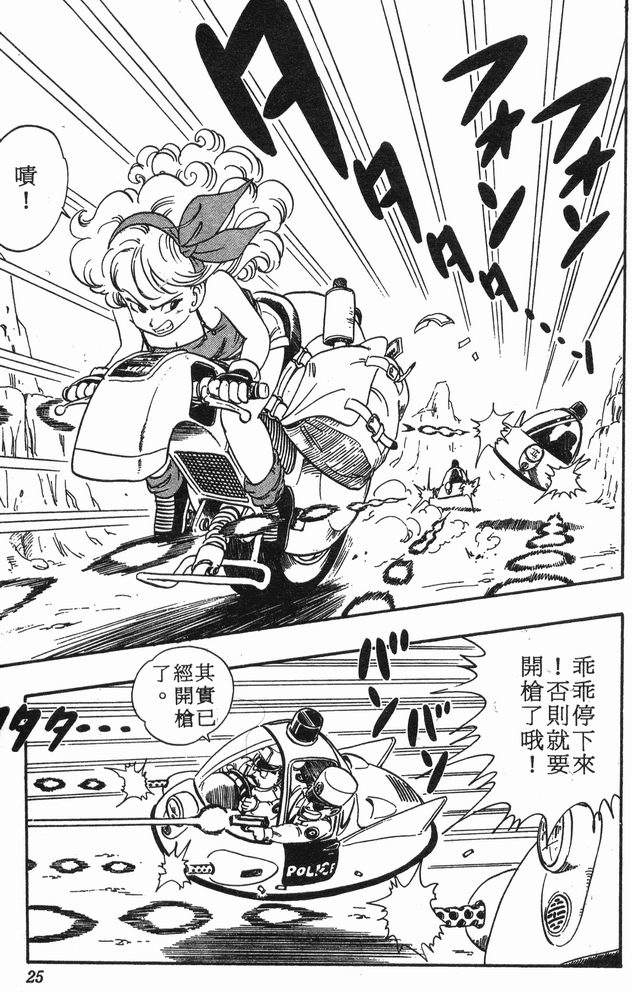 フォンフォン……
タタタタタ
嘖！
乖乖停下來
！否則就要
開槍了哦！
バババ
其實已
經開槍
了。
タタタ…
POLICE
25